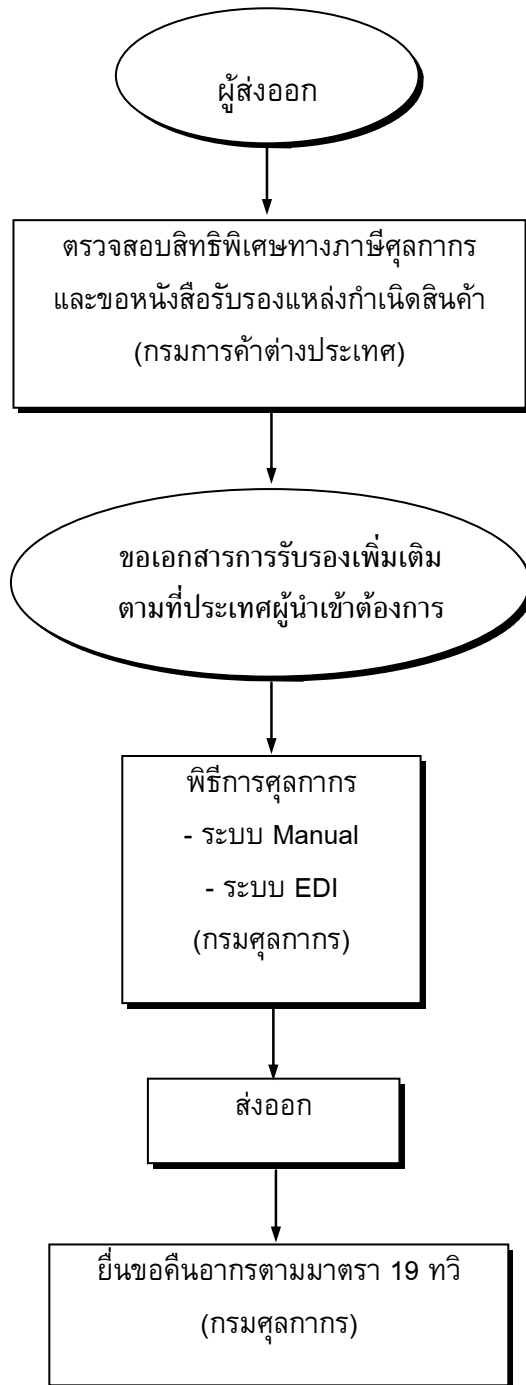 ผู้ส่งออก
ตรวจสอบสิทธิพิเศษทางภาษีศุลกากร
และขอหนังสือรับรองแหล่งกำเนิดสินค้า
(กรมการค้าต่างประเทศ)
ขอเอกสารการรับรองเพิ่มเติม
ตามที่ประเทศผู้นำเข้าต้องการ
พิธีการศุลกากร
- ระบบ Manual
- ระบบ EDI
(กรมศุลกากร)
ส่งออก
ยื่นขอคืนอากรตามมาตรา 19 ทวิ
(กรมศุลกากร)